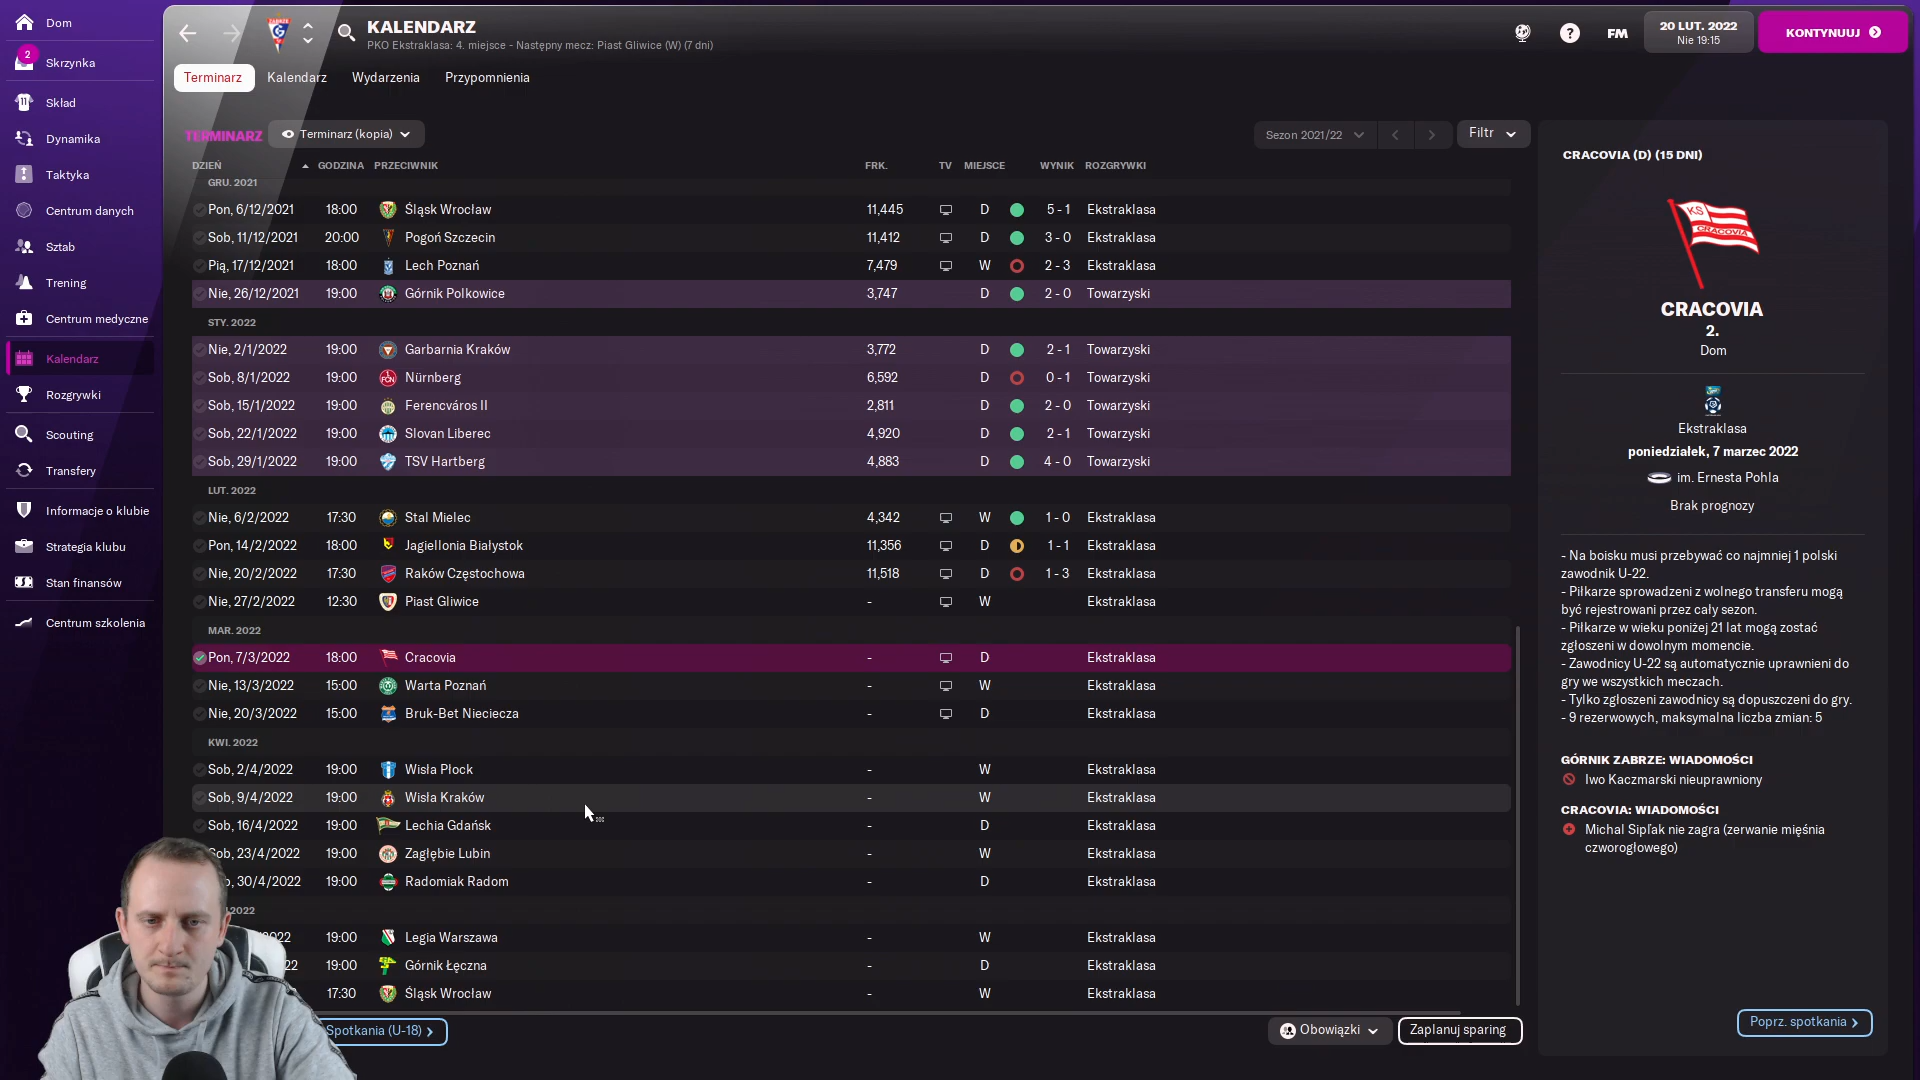 Dom
2
Skrzynka
Skład
Dynamika
Taktyka
Centrum danych
Sztab
Trening
Centrum medyczne
Kalendarz
Rozgrywki
Scouting
Transfery
Informacje o klubie
Strategia klubu
Stan finansów
Centrum szkolenia
KALENDARZ
PKO Ekstraklasa: 4. miejsce - Następny mecz: Piast Gliwice (W) (7 dni)
FM
20 LUT. 2022
Nie 19:15
KONTYNUUJ
Terminarz Kalendarz Wydarzenia Przypomnienia
TERMINARZ Terminarz (kopia) Sezon 2021/22 Filtr
DZIEŃ GODZINA PRZECIWNIK FRK. TV MIEJSCE WYNIK ROZGRYWKI
GRU. 2021
Pon, 6/12/2021 18:00 Śląsk Wrocław 11,445 D 5 - 1 Ekstraklasa
Sob, 11/12/2021 20:00 Pogoń Szczecin 11,412 D 3 - 0 Ekstraklasa
Pią, 17/12/2021 18:00 Lech Poznań 7,479 W 2 - 3 Ekstraklasa
Nie, 26/12/2021 19:00 Górnik Polkowice 3,747 D 2 - 0 Towarzyski
STY. 2022
Nie, 2/1/2022 19:00 Garbarnia Kraków 3,772 D 2 - 1 Towarzyski
Sob, 8/1/2022 19:00 Nürnberg 6,592 D 0 - 1 Towarzyski
Sob, 15/1/2022 19:00 Ferencváros II 2,811 D 2 - 0 Towarzyski
Sob, 22/1/2022 19:00 Slovan Liberec 4,920 D 2 - 1 Towarzyski
Sob, 29/1/2022 19:00 TSV Hartberg 4,883 D 4 - 0 Towarzyski
LUT. 2022
Nie, 6/2/2022 17:30 Stal Mielec 4,342 W 1 - 0 Ekstraklasa
Pon, 14/2/2022 18:00 Jagiellonia Białystok 11,356 D 1 - 1 Ekstraklasa
Nie, 20/2/2022 17:30 Raków Częstochowa 11,518 D 1 - 3 Ekstraklasa
Nie, 27/2/2022 12:30 Piast Gliwice - W Ekstraklasa
MAR. 2022
Pon, 7/3/2022 18:00 Cracovia - D Ekstraklasa
Nie, 13/3/2022 15:00 Warta Poznań - W Ekstraklasa
Nie, 20/3/2022 15:00 Bruk-Bet Nieciecza - D Ekstraklasa
KWI. 2022
Sob, 2/4/2022 19:00 Wisła Płock - W Ekstraklasa
Sob, 9/4/2022 19:00 Wisła Kraków - W Ekstraklasa
Sob, 16/4/2022 19:00 Lechia Gdańsk - D Ekstraklasa
Sob, 23/4/2022 19:00 Zagłębie Lubin - W Ekstraklasa
30/4/2022 19:00 Radomiak Radom - D Ekstraklasa
2022
2022 19:00 Legia Warszawa - W Ekstraklasa
22 19:00 Górnik Łęczna - D Ekstraklasa
17:30 Śląsk Wrocław - W Ekstraklasa
Spotkania (U-18) Obowiązki Zaplanuj sparing
CRACOVIA (D) (15 DNI)
KS
CRACOVIA
CRACOVIA
2.
Dom
Ekstraklasa
poniedziałek, 7 marzec 2022
im. Ernesta Pohla
Brak prognozy
- Na boisku musi przebywać co najmniej 1 polski
zawodnik U-22.
- Piłkarze sprowadzeni z wolnego transferu mogą
być rejestrowani przez cały sezon.
- Piłkarze w wieku poniżej 21 lat mogą zostać
zgłoszeni w dowolnym momencie.
- Zawodnicy U-22 są automatycznie uprawnieni do
gry we wszystkich meczach.
- Tylko zgłoszeni zawodnicy są dopuszczeni do gry.
- 9 rezerwowych, maksymalna liczba zmian: 5
GÓRNIK ZABRZE: WIADOMOŚCI
Iwo Kaczmarski nieuprawniony
CRACOVIA: WIADOMOŚCI
Michal Sipľak nie zagra (zerwanie mięśnia
czworogłowego)
Poprz. spotkania